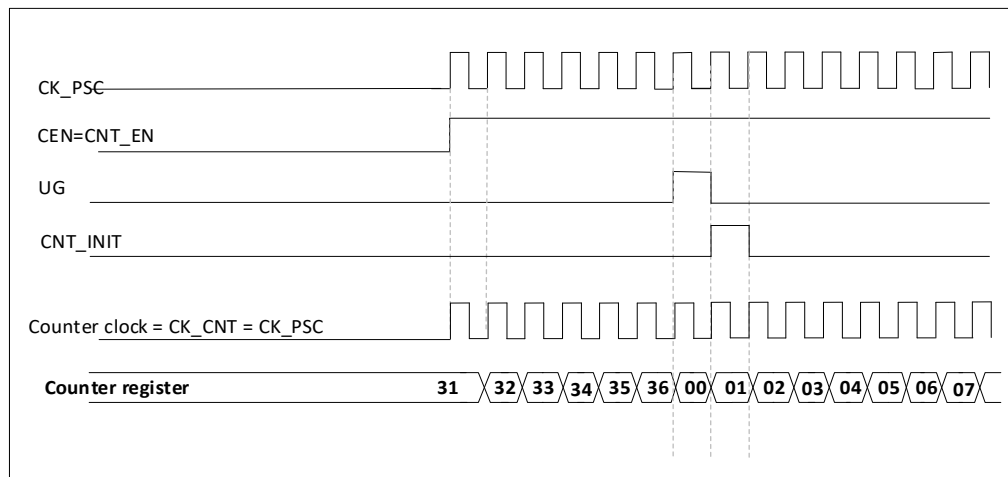 CK_PSC
CEN=CNT_EN
UG
CNT_INIT
Counter clock = CK_CNT = CK_PSC
Counter register 31 32 33 34 35 36 00 01 02 03 04 05 06 07